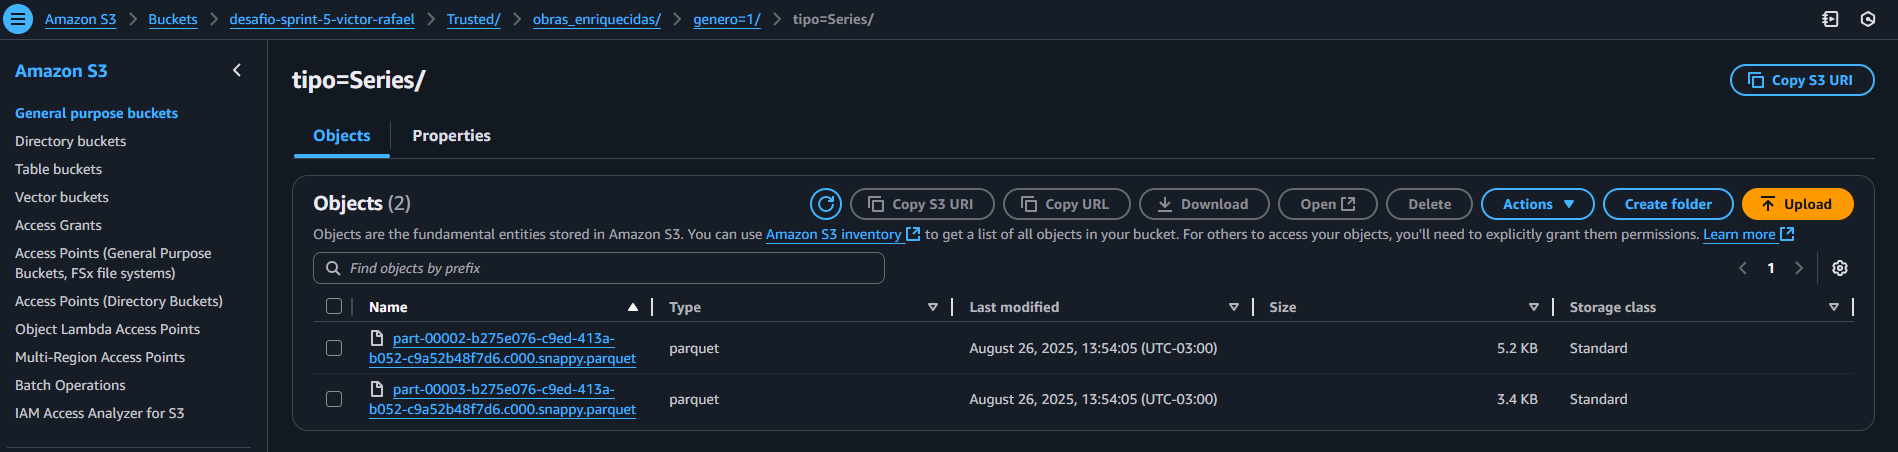 Amazon S3 > Buckets > desafio-sprint-5-victor-rafael > Trusted/ > obras_enriquecidas/ > genero=1/ > tipo=Series/
Amazon S3
General purpose buckets
Directory buckets
Table buckets
Vector buckets
Access Grants
Access Points (General Purpose
Buckets, FSx file systems)
Access Points (Directory Buckets)
Object Lambda Access Points
Multi-Region Access Points
Batch Operations
IAM Access Analyzer for S3
tipo=Series/
Copy S3 URI
Objects Properties
Objects (2)
Copy S3 URI Copy URL Download Open Delete Actions Create folder Upload
Objects are the fundamental entities stored in Amazon S3. You can use Amazon S3 inventory to get a list of all objects in your bucket. For others to access your objects, you'll need to explicitly grant them permissions. Learn more
Find objects by prefix
1
Name Type Last modified Size Storage class
part-00002-b275e076-c9ed-413a-
b052-c9a52b48f7d6.c000.snappy.parquet
parquet August 26, 2025, 13:54:05 (UTC-03:00) 5.2 KB Standard
part-00003-b275e076-c9ed-413a-
b052-c9a52b48f7d6.c000.snappy.parquet
parquet August 26, 2025, 13:54:05 (UTC-03:00) 3.4 KB Standard